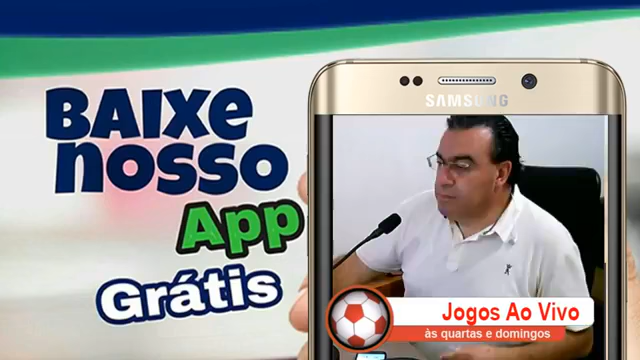 BAIXE
NOSSO
App
Grátis
SAMSUNG
Jogos Ao Vivo
às quartas e domingos